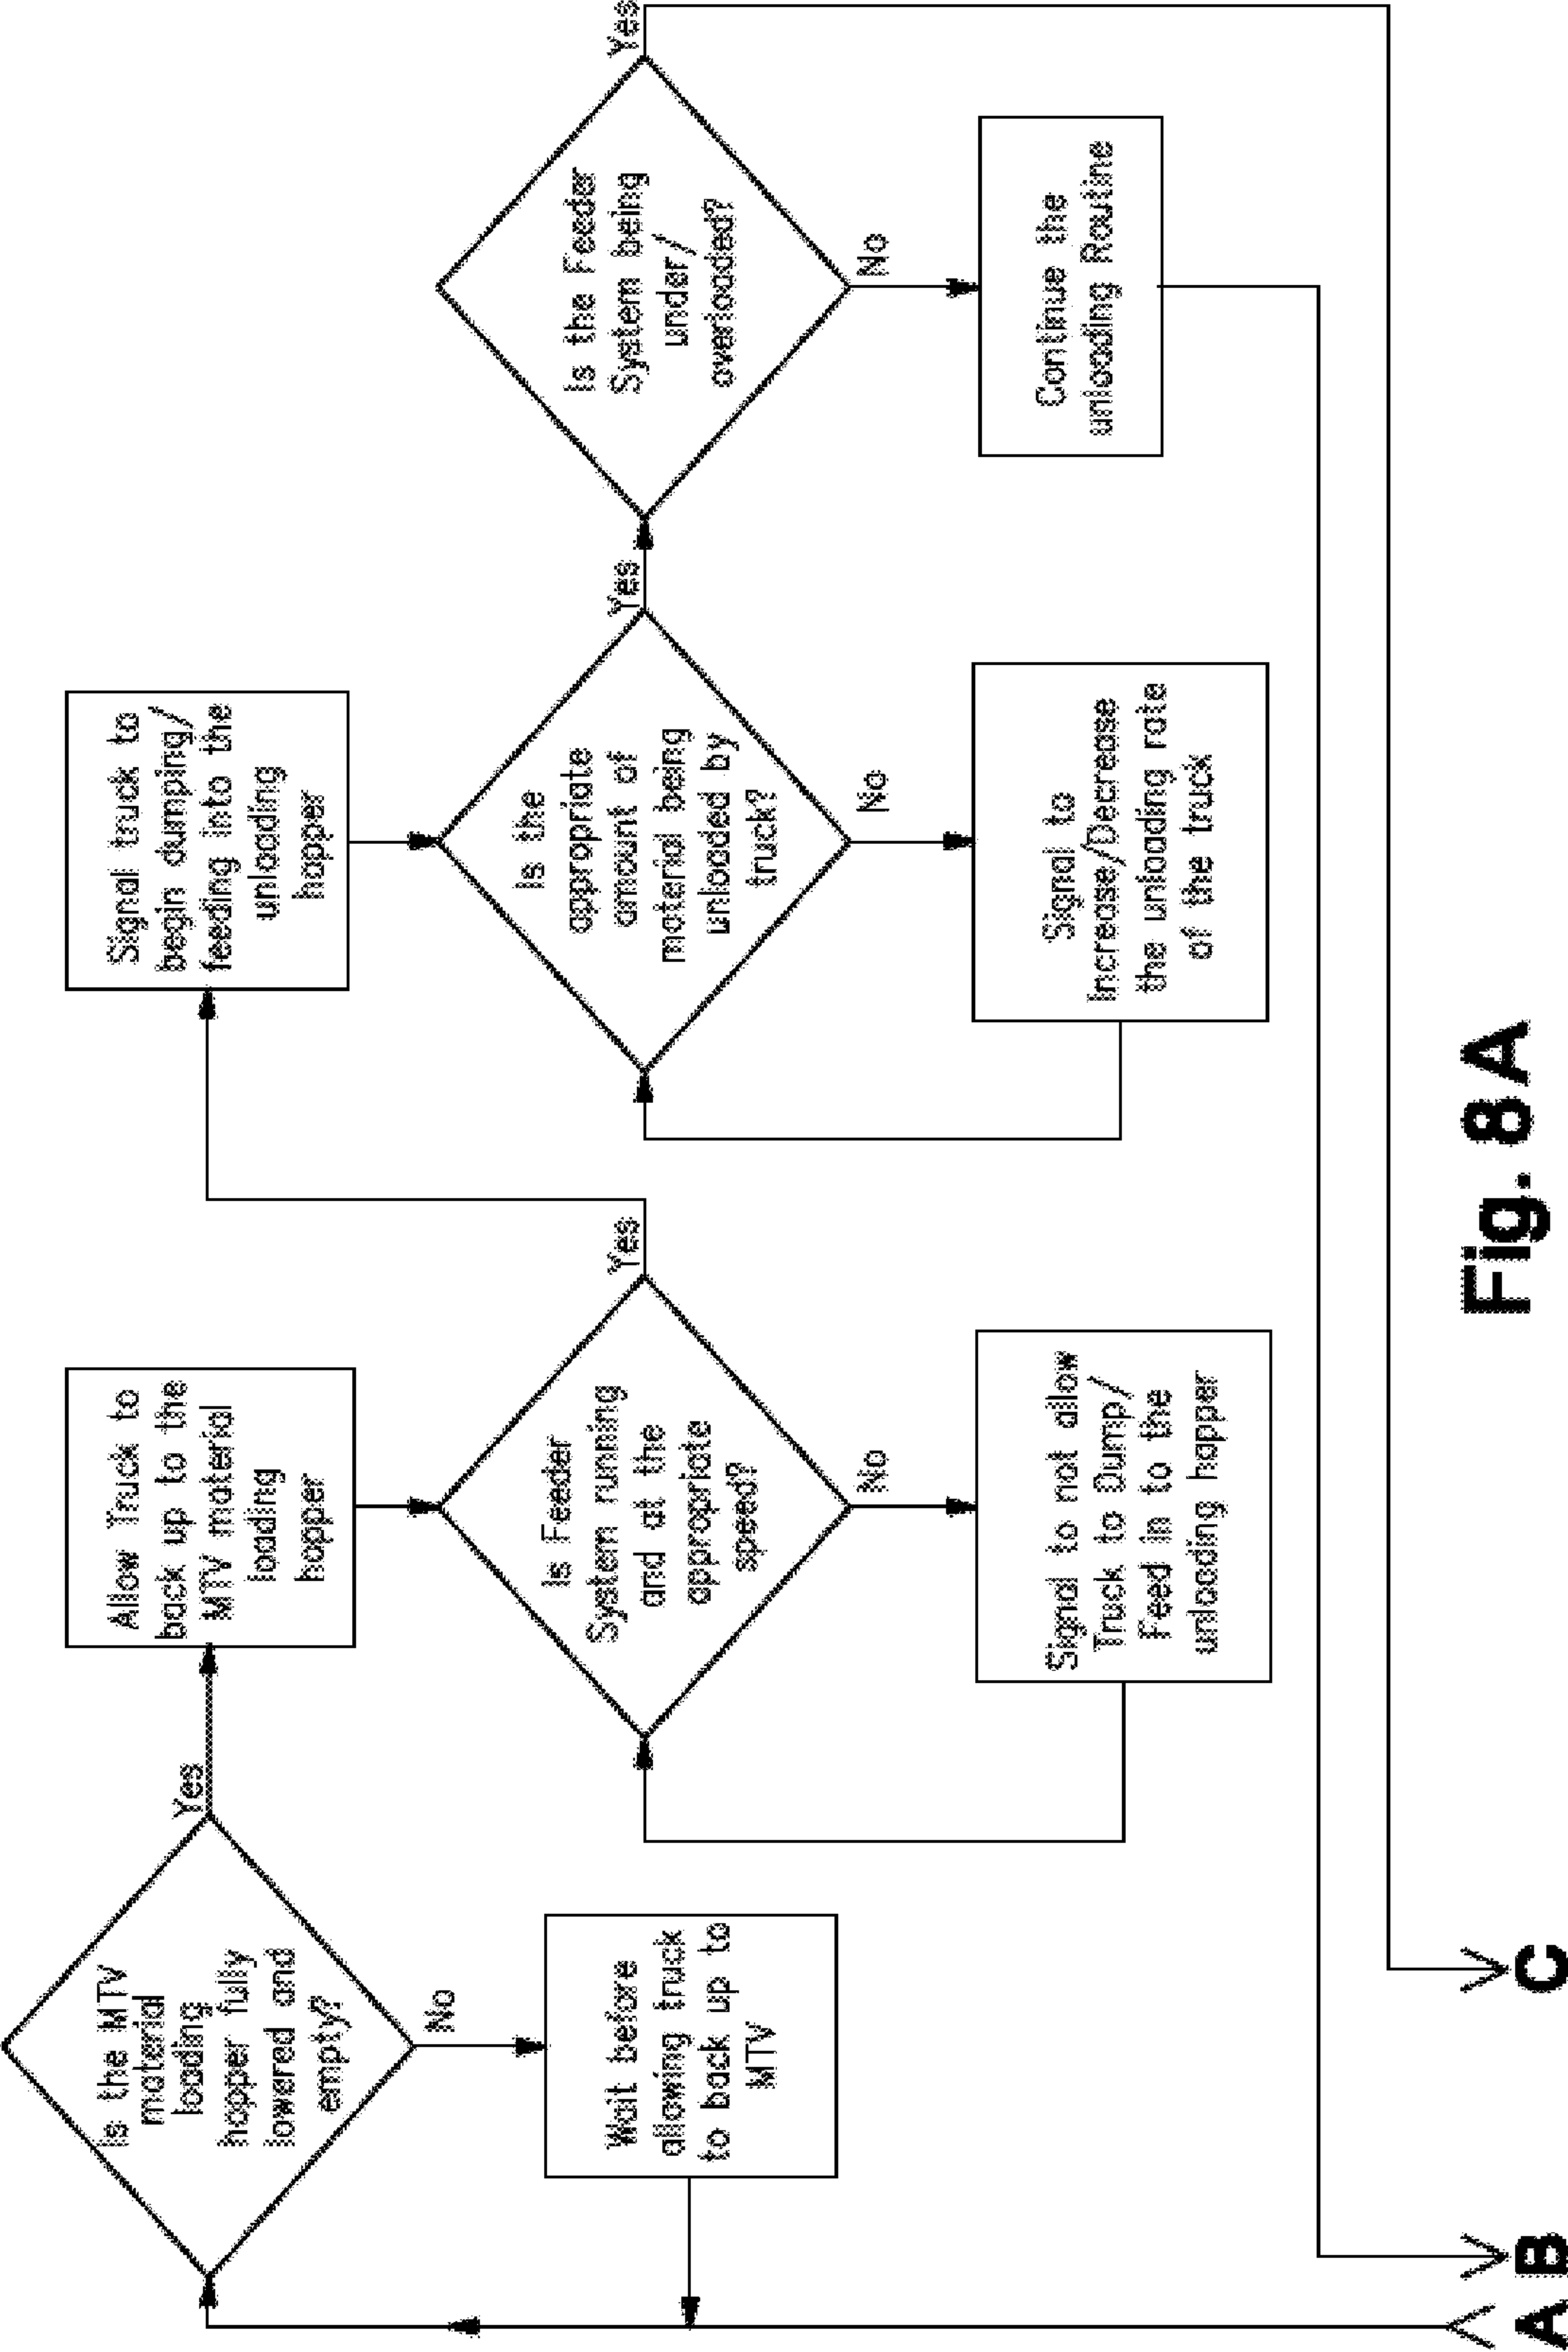 Is the MTV
material
loading
hopper fully
lowered and
empty?
Yes
No
Wait before
allowing truck
to back up to
MTV
Allow Truck to
back up to the
MTV material
loading
hopper
Is Feeder
System running
and at the
appropriate
speed?
Yes
No
Signal to not allow
Truck to Dump/
Feed in to the
unloading hopper
Signal truck to
begin dumping/
feeding into the
unloading
hopper
Is the
appropriate
amount of
material being
unloaded by
truck?
Yes
No
Signal to
Increase/Decrease
the unloading rate
of the truck
Is the Feeder
System being
under/
overloaded?
Yes
No
Continue the
unloading Routine
A
B
C
Fig. 8A